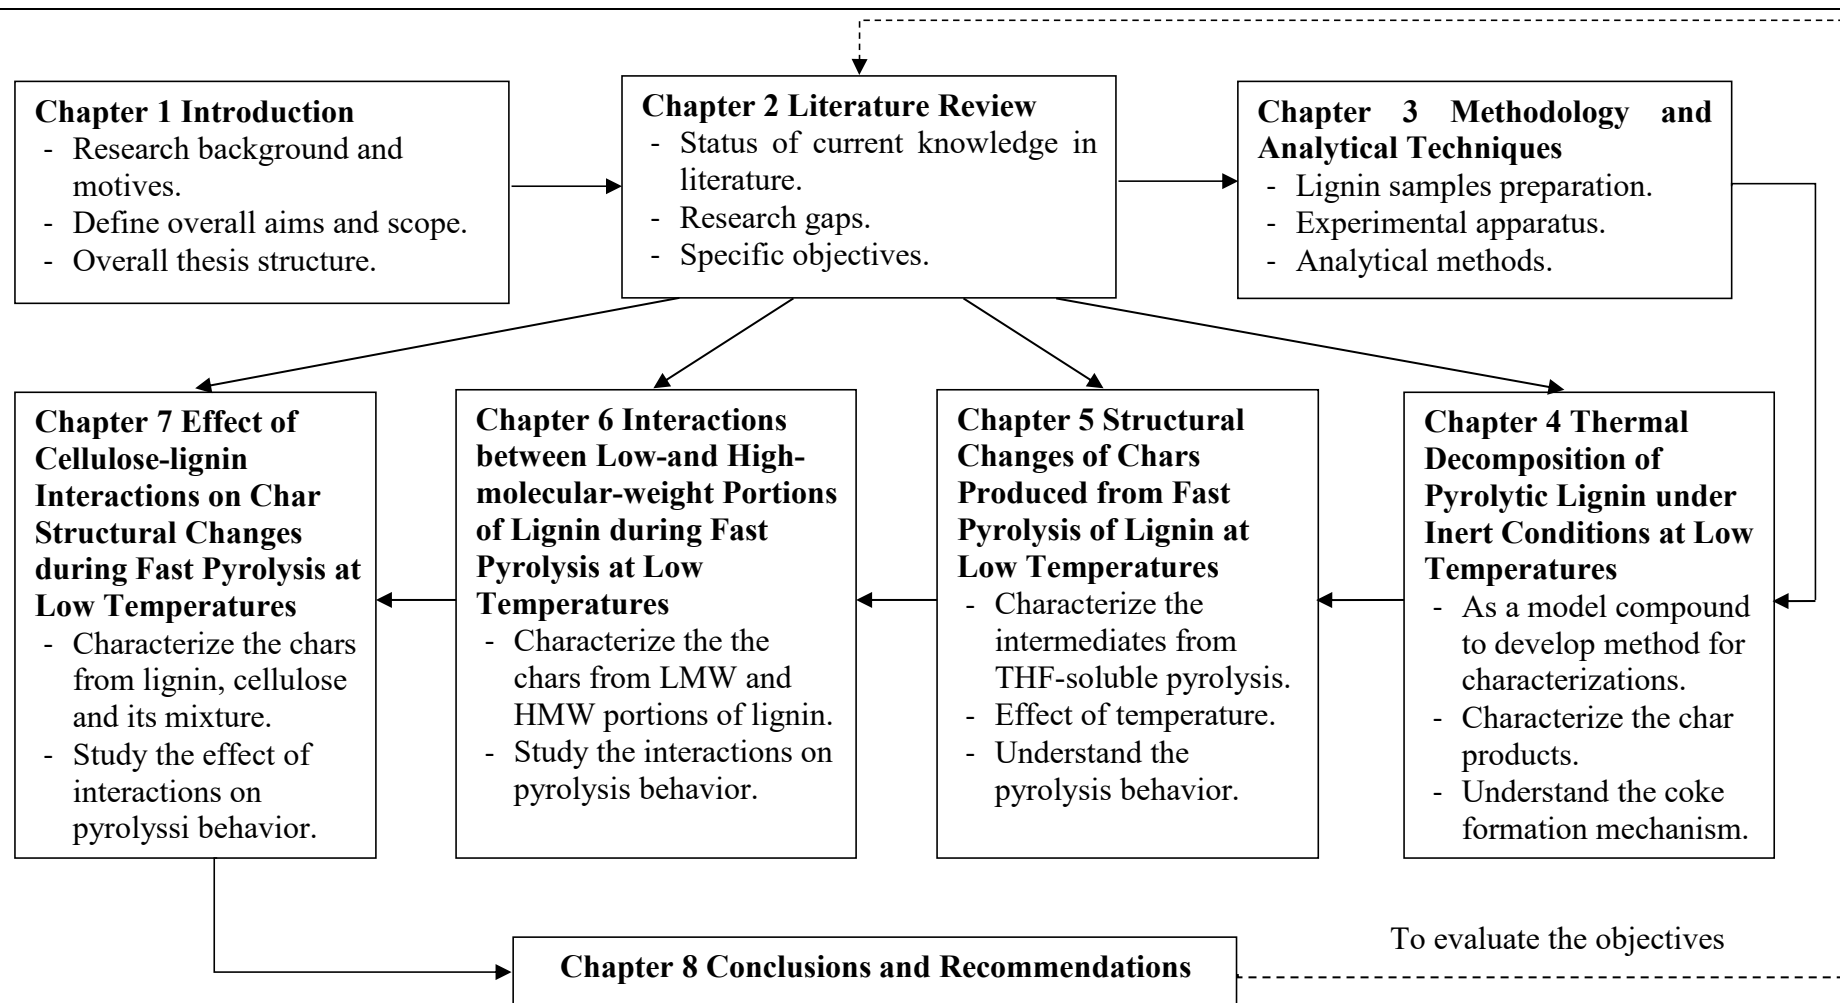 Chapter 1 Introduction
- Research background and
motives.
- Define overall aims and scope.
- Overall thesis structure.
Chapter 2 Literature Review
- Status of current knowledge in
literature.
- Research gaps.
- Specific objectives.
Chapter 3 Methodology and
Analytical Techniques
- Lignin samples preparation.
- Experimental apparatus.
- Analytical methods.
Chapter 7 Effect of
Cellulose-lignin
Interactions on Char
Structural Changes
during Fast Pyrolysis at
Low Temperatures
- Characterize the chars
from lignin, cellulose
and its mixture.
- Study the effect of
interactions on
pyrolyssi behavior.
Chapter 6 Interactions
between Low-and High-
molecular-weight Portions
of Lignin during Fast
Pyrolysis at Low
Temperatures
- Characterize the the
chars from LMW and
HMW portions of lignin.
- Study the interactions on
pyrolysis behavior.
Chapter 5 Structural
Changes of Chars
Produced from Fast
Pyrolysis of Lignin at
Low Temperatures
- Characterize the
intermediates from
THF-soluble pyrolysis.
- Effect of temperature.
- Understand the
pyrolysis behavior.
Chapter 4 Thermal
Decomposition of
Pyrolytic Lignin under
Inert Conditions at Low
Temperatures
- As a model compound
to develop method for
characterizations.
- Characterize the char
products.
- Understand the coke
formation mechanism.
To evaluate the objectives
Chapter 8 Conclusions and Recommendations